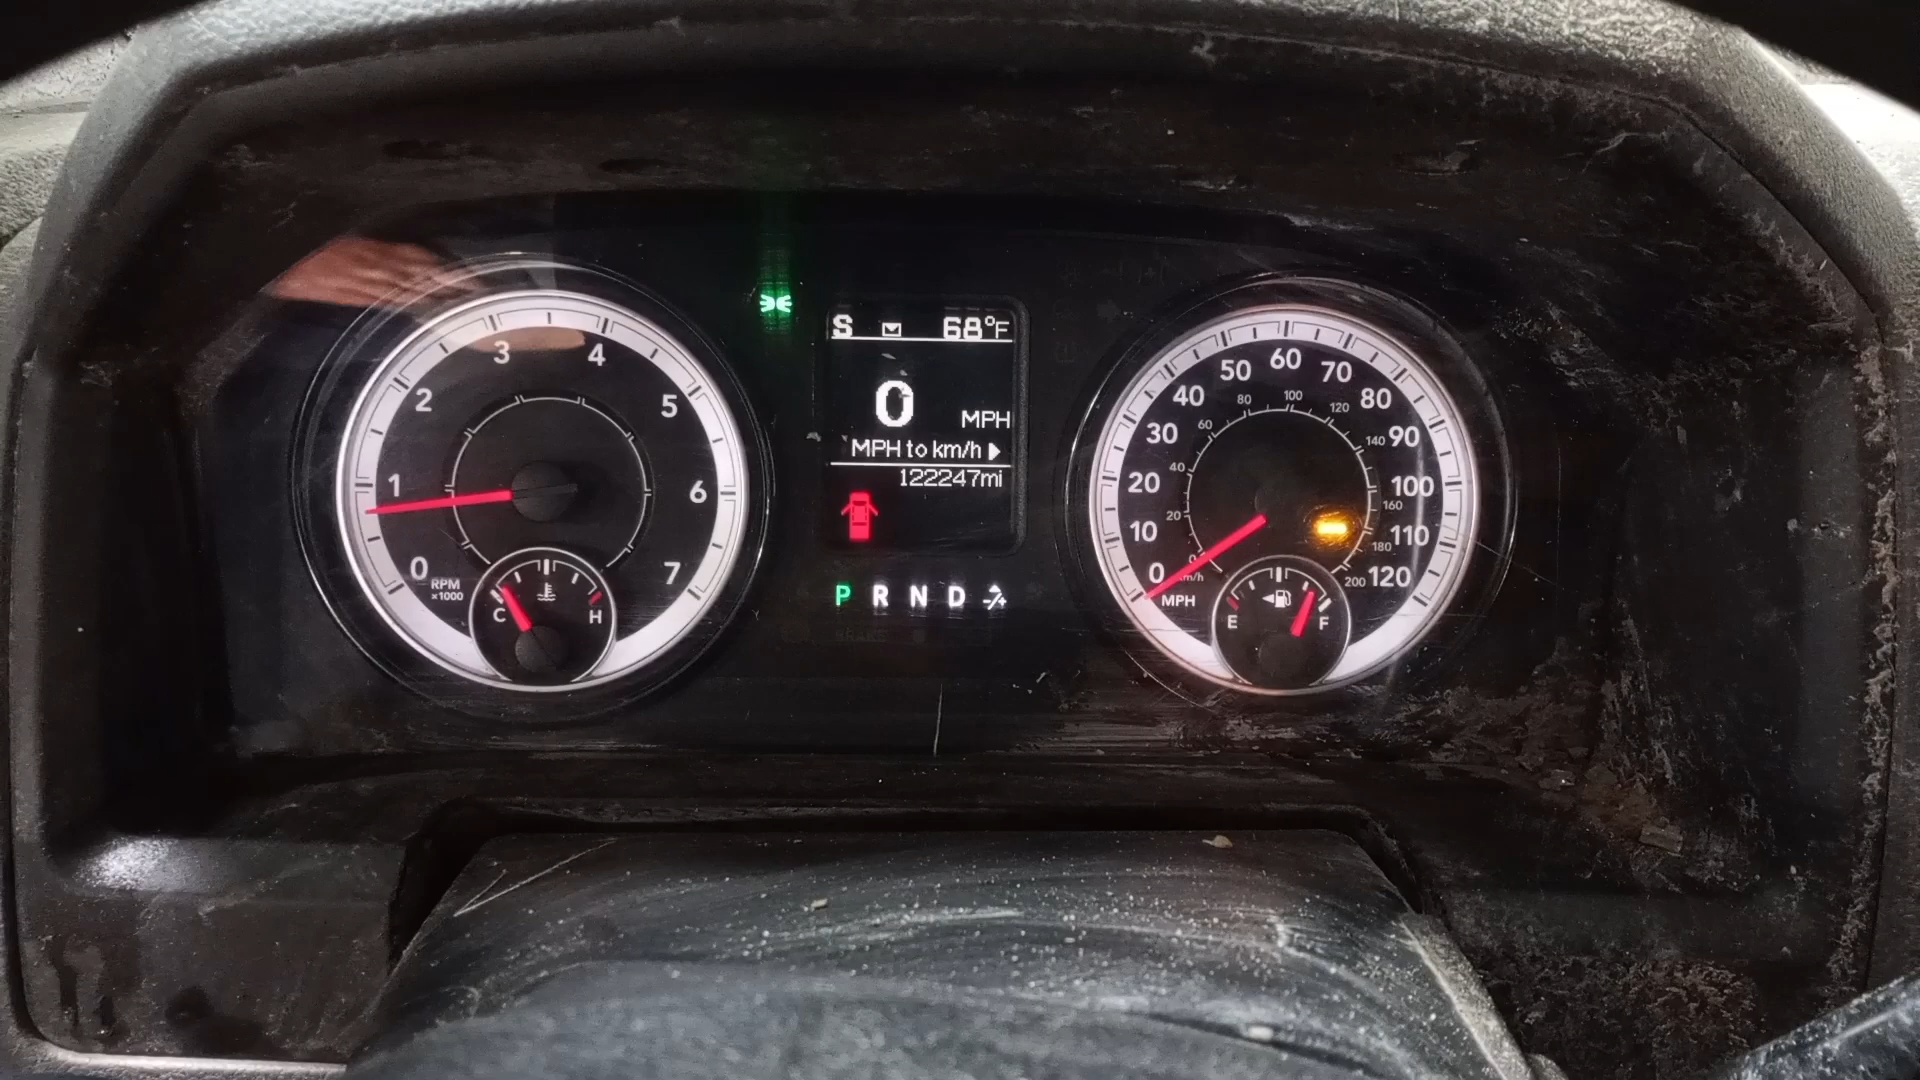 S 68°F
0 MPH
MPH to km/h
122247mi
P R N D -/+
BRAKE
0 1 2 3 4 5 6 7
RPM
x1000
C H
0 10 20 30 40 50 60 70 80 90 100 110 120
0 20 40 60 80 100 120 140 160 180 200
km/h
MPH
E F